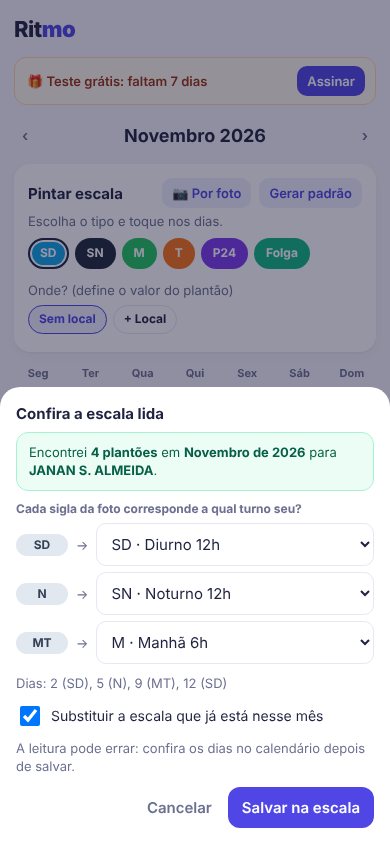 Ritmo
🎁 Teste grátis: faltam 7 dias
Assinar
‹ Novembro 2026 ›
Pintar escala
📷 Por foto
Gerar padrão
Escolha o tipo e toque nos dias.
SD SN M T P24 Folga
Onde? (define o valor do plantão)
Sem local + Local
Seg Ter Qua Qui Sex Sáb Dom
Confira a escala lida
Encontrei 4 plantões em Novembro de 2026 para
JANAN S. ALMEIDA.
Cada sigla da foto corresponde a qual turno seu?
SD → SD · Diurno 12h
N → SN · Noturno 12h
MT → M · Manhã 6h
Dias: 2 (SD), 5 (N), 9 (MT), 12 (SD)
Substituir a escala que já está nesse mês
A leitura pode errar: confira os dias no calendário depois
de salvar.
Cancelar Salvar na escala